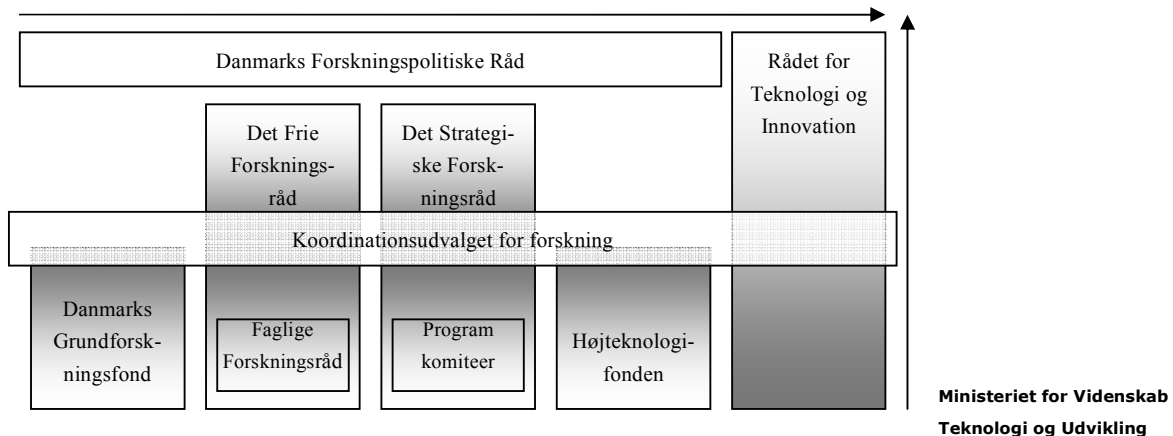 Danmarks Forskningspolitiske Råd
Rådet for
Teknologi og
Innovation
Det Frie
Forsknings-
råd
Det Strategi-
ske Forsk-
ningsråd
Koordinationsudvalget for forskning
Danmarks
Grundforsk-
ningsfond
Faglige
Forskningsråd
Program
komiteer
Højteknologi-
fonden
Ministeriet for Videnskab
Teknologi og Udvikling